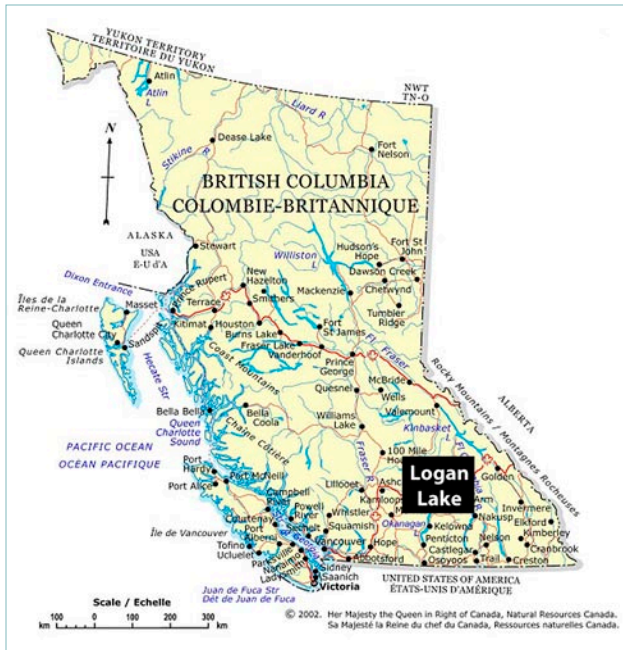 YUKON TERRITORY
TERRITOIRE DU YUKON
NWT
TN-O
Atlin
Atlin
L
Liard R
N
Dease Lake
Stikine
R
Fort
Nelson
BRITISH COLUMBIA
COLOMBIE-BRITANNIQUE
ALASKA
USA
E-U d'A
Stewart
Williston
L
Hudson's
Hope
Fort St
John
Dawson Creek
Chetwynd
Dixon Entrance
Prince Rupert
New
Hazelton
Mackenzie
Tumbler
Ridge
Îles de la
Reine-Charlotte
Masset
Terrace
Smithers
Queen
Charlotte City
Sandspit
Kitimat
Houston
Burns Lake
Fort
St James
Queen Charlotte
Islands
Fraser Lake
Vanderhoof
Fl Fraser
Prince
George
Hecate Str
Coast Mountains
Rocky Mountains / Montagnes Rocheuses
ALBERTA
Quesnel
McBride
Wells
Valemount
Bella Bella
Bella
Coola
Williams
Lake
Kinbasket
L
Queen
Charlotte
Sound
Chaîne Côtière
Fraser R
PACIFIC OCEAN
OCÉAN PACIFIQUE
100 Mile
Port
Hardy
Port McNeill
Port Alice
Logan
Lake
Golden
Lillooet
Kamloops
Arm
Campbell
River
Powell
River
Whistler
Nakusp
Invermere
Courtenay
Sechelt
Squamish
Okanagan
L
Kelowna
Elkford
Kimberley
Île de Vancouver
Port
Alberni
Vancouver
Hope
Penticton
Nelson
Cranbrook
Tofino
Ucluelet
Parksville
Nanaimo
Ladysmith
Abbotsford
Castlegar
Osoyoos
Trail
Creston
Sidney
Saanich
Victoria
UNITED STATES OF AMERICA
ÉTATS-UNIS D'AMÉRIQUE
Juan de Fuca Str
Dét de Juan de Fuca
Scale / Echelle
km
100
0
100
200
300
km
© 2002. Her Majesty the Queen in Right of Canada, Natural Resources Canada.
Sa Majesté la Reine du chef du Canada, Ressources naturelles Canada.